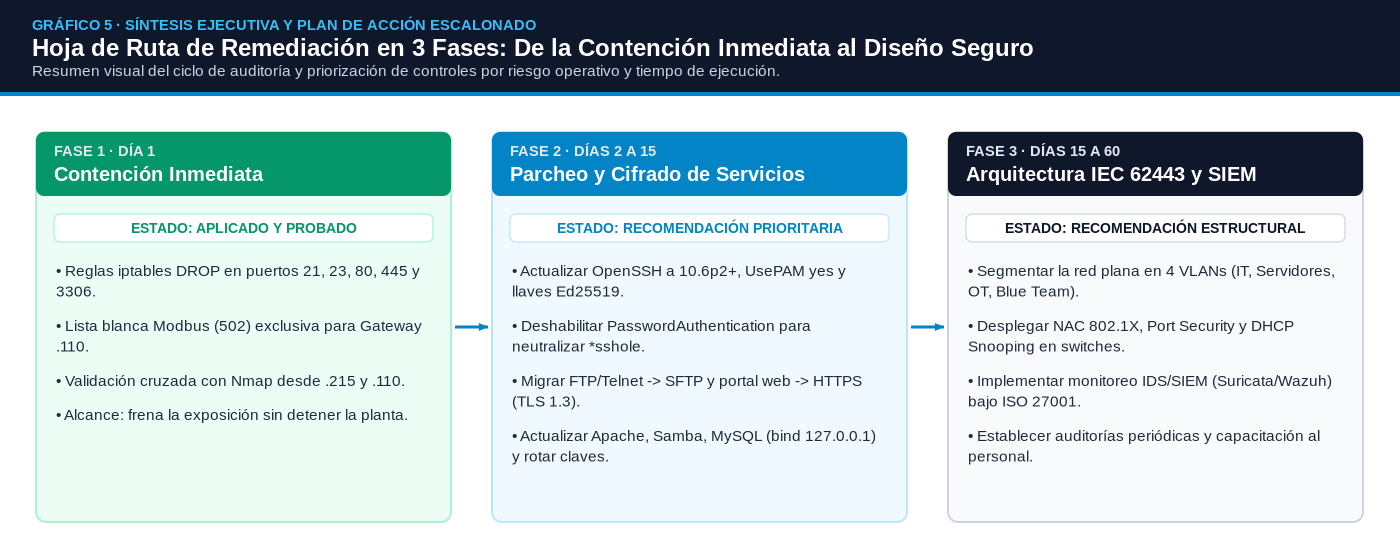 GRÁFICO 5 · SÍNTESIS EJECUTIVA Y PLAN DE ACCIÓN ESCALONADO
Hoja de Ruta de Remediación en 3 Fases: De la Contención Inmediata al Diseño Seguro
Resumen visual del ciclo de auditoría y priorización de controles por riesgo operativo y tiempo de ejecución.
FASE 1 · DÍA 1
Contención Inmediata
ESTADO: APLICADO Y PROBADO
• Reglas iptables DROP en puertos 21, 23, 80, 445 y
3306.
• Lista blanca Modbus (502) exclusiva para Gateway
.110.
• Validación cruzada con Nmap desde .215 y .110.
• Alcance: frena la exposición sin detener la planta.
FASE 2 · DÍAS 2 A 15
Parcheo y Cifrado de Servicios
ESTADO: RECOMENDACIÓN PRIORITARIA
• Actualizar OpenSSH a 10.6p2+, UsePAM yes y
llaves Ed25519.
• Deshabilitar PasswordAuthentication para
neutralizar *sshole.
• Migrar FTP/Telnet -> SFTP y portal web -> HTTPS
(TLS 1.3).
• Actualizar Apache, Samba, MySQL (bind 127.0.0.1)
y rotar claves.
FASE 3 · DÍAS 15 A 60
Arquitectura IEC 62443 y SIEM
ESTADO: RECOMENDACIÓN ESTRUCTURAL
• Segmentar la red plana en 4 VLANs (IT, Servidores,
OT, Blue Team).
• Desplegar NAC 802.1X, Port Security y DHCP
Snooping en switches.
• Implementar monitoreo IDS/SIEM (Suricata/Wazuh)
bajo ISO 27001.
• Establecer auditorías periódicas y capacitación al
personal.